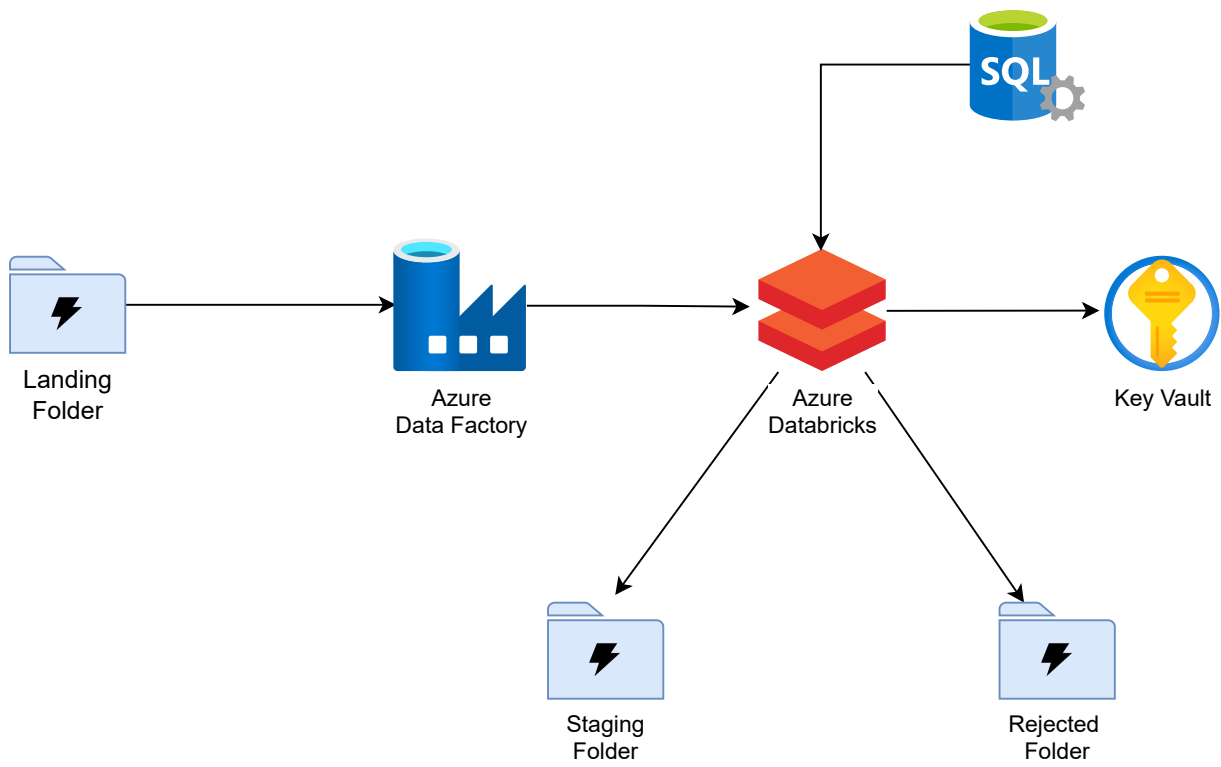 SQL
Landing
Folder
Azure
Data Factory
Azure
Databricks
Key Vault
Staging
Folder
Rejected
Folder